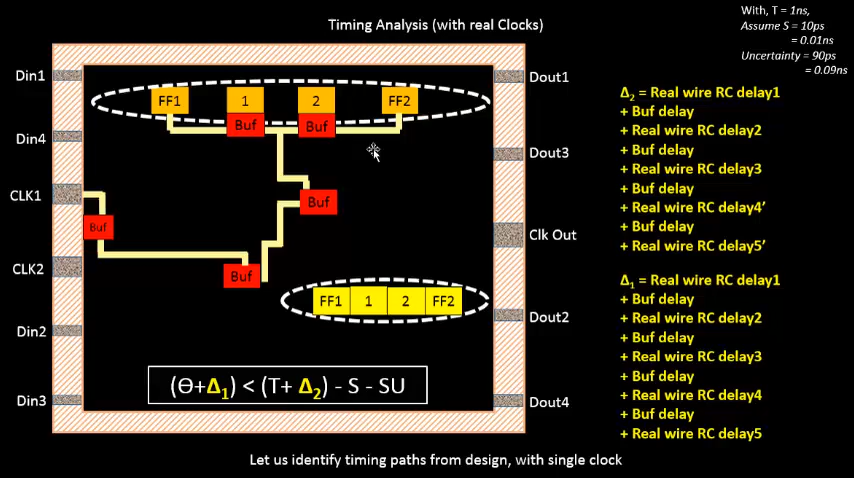 Timing Analysis (with real Clocks)
With, T = 1ns,
Assume S = 10ps
= 0.01ns
Uncertainty = 90ps
= 0.09ns
Din1
Din4
CLK1
CLK2
Din2
Din3
FF1
1
2
FF2
Buf
Buf
Buf
Buf
Buf
FF1
1
2
FF2
(Ө+Δ₁) < (T+ Δ₂) - S - SU
Dout1
Dout3
Clk Out
Dout2
Dout4
Δ₂ = Real wire RC delay1
+ Buf delay
+ Real wire RC delay2
+ Buf delay
+ Real wire RC delay3
+ Buf delay
+ Real wire RC delay4’
+ Buf delay
+ Real wire RC delay5’
Δ₁ = Real wire RC delay1
+ Buf delay
+ Real wire RC delay2
+ Buf delay
+ Real wire RC delay3
+ Buf delay
+ Real wire RC delay4
+ Buf delay
+ Real wire RC delay5
Let us identify timing paths from design, with single clock